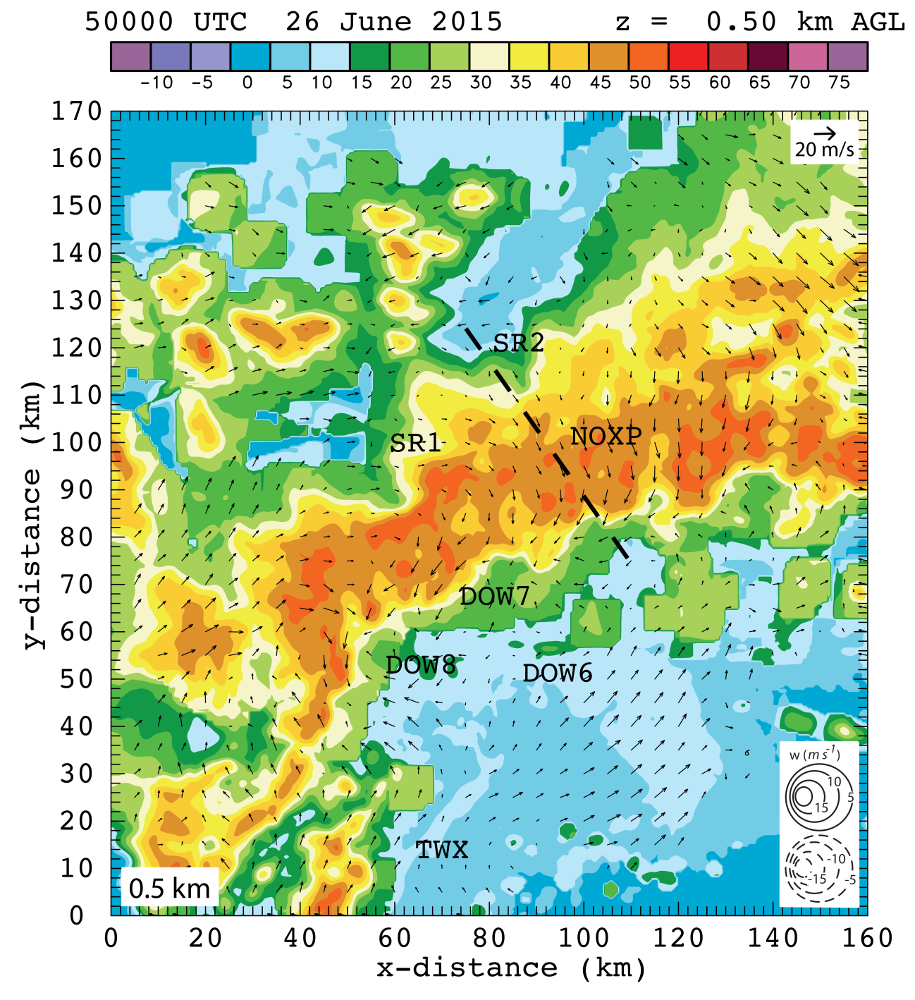 50000 UTC 26 June 2015 z = 0.50 km AGL
-10 -5 0 5 10 15 20 25 30 35 40 45 50 55 60 65 70 75
170
160
150
140
130
120
110
100
90
80
70
60
50
40
30
20
10
0
y-distance (km)
20 m/s
SR2
SR1
NOXP
DOW7
DOW8
DOW6
TWX
w (m s-1)
10
5
15
-10
-15
-5
0.5 km
0 20 40 60 80 100 120 140 160
x-distance (km)